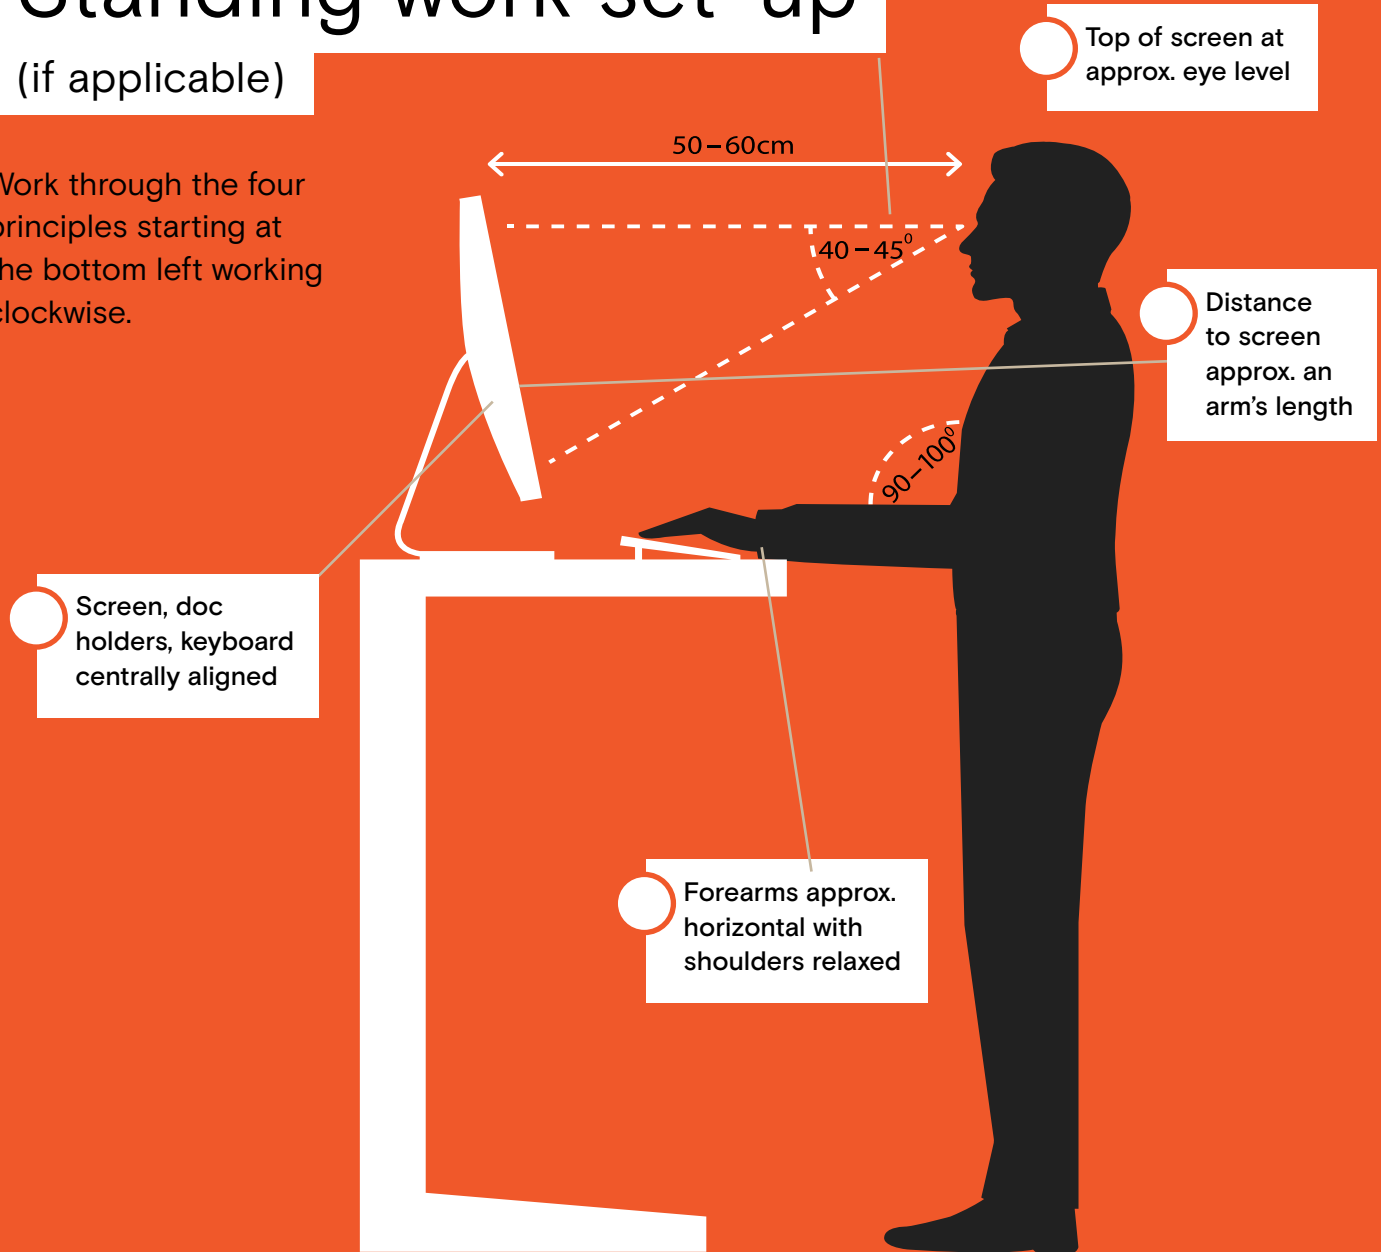 Standing work set-up
(if applicable)
Work through the four
principles starting at
the bottom left working
clockwise.
Top of screen at
approx. eye level
50–60cm
40–45⁰
Distance
to screen
approx. an
arm’s length
90–100⁰
Screen, doc
holders, keyboard
centrally aligned
Forearms approx.
horizontal with
shoulders relaxed